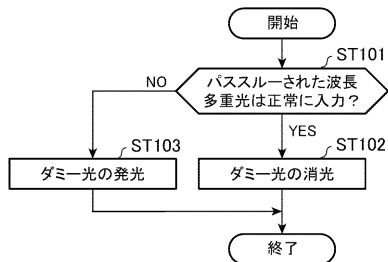 開始
ST101
パススルーされた波長
多重光は正常に入力？
NO
YES
ST103
ST102
ダミー光の発光
ダミー光の消光
終了